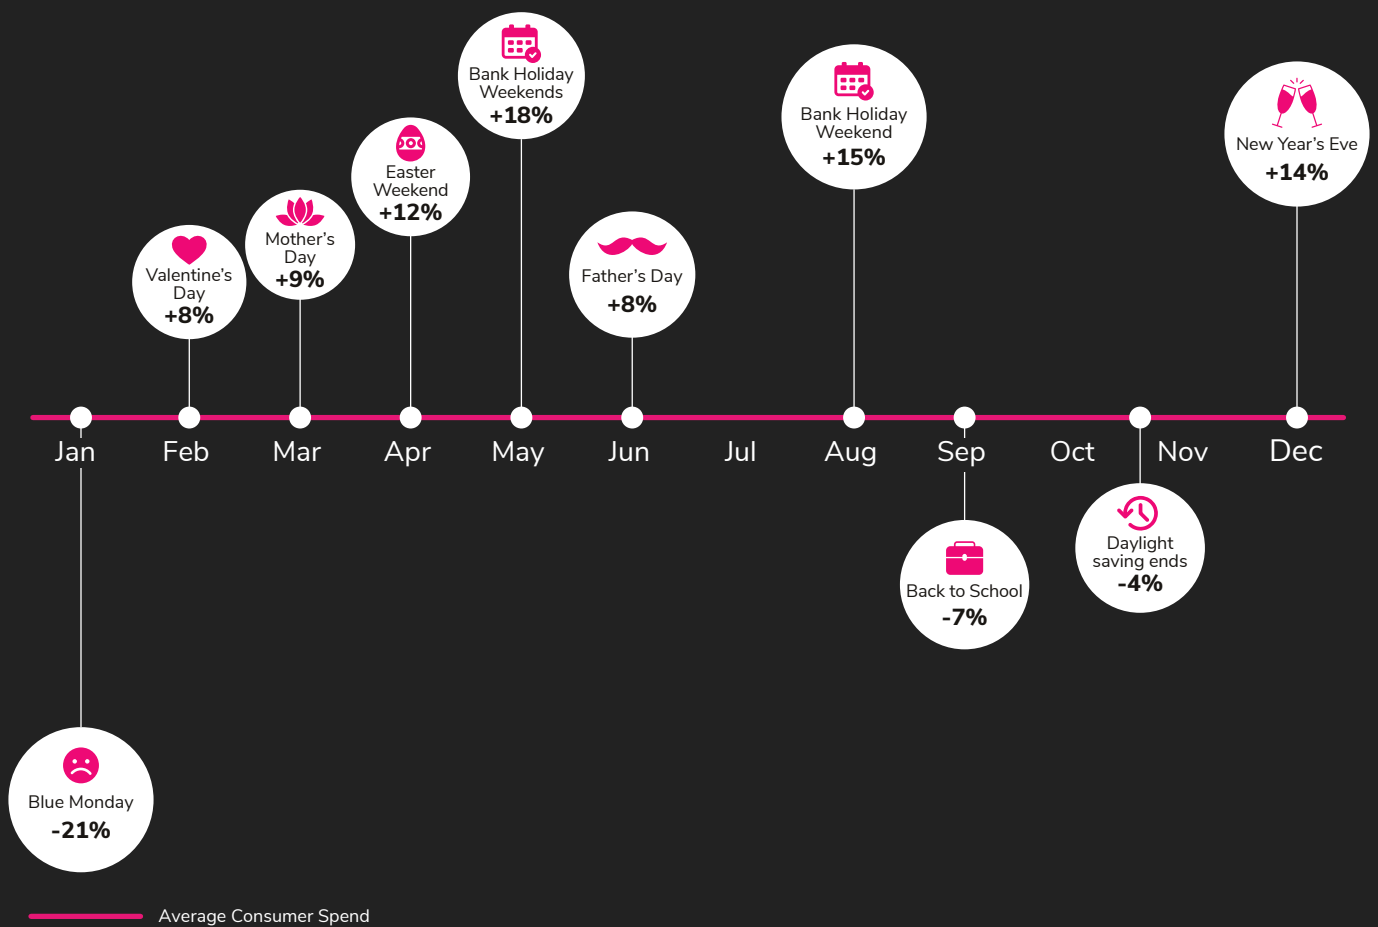 Bank Holiday
Weekends
+18%
Bank Holiday
Weekend
+15%
New Year’s Eve
+14%
Easter
Weekend
+12%
Mother’s
Day
+9%
Valentine’s
Day
+8%
Father’s Day
+8%
Jan Feb Mar Apr May Jun Jul Aug Sep Oct Nov Dec
Daylight
saving ends
-4%
Back to School
-7%
Blue Monday
-21%
Average Consumer Spend